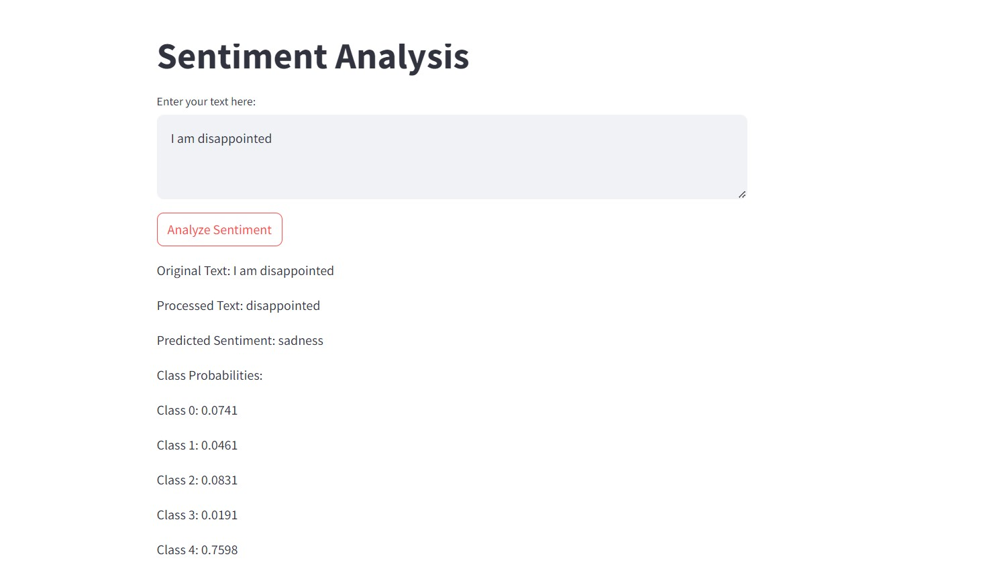 Sentiment Analysis
Enter your text here:
I am disappointed
Analyze Sentiment
Original Text: I am disappointed
Processed Text: disappointed
Predicted Sentiment: sadness
Class Probabilities:
Class 0: 0.0741
Class 1: 0.0461
Class 2: 0.0831
Class 3: 0.0191
Class 4: 0.7598